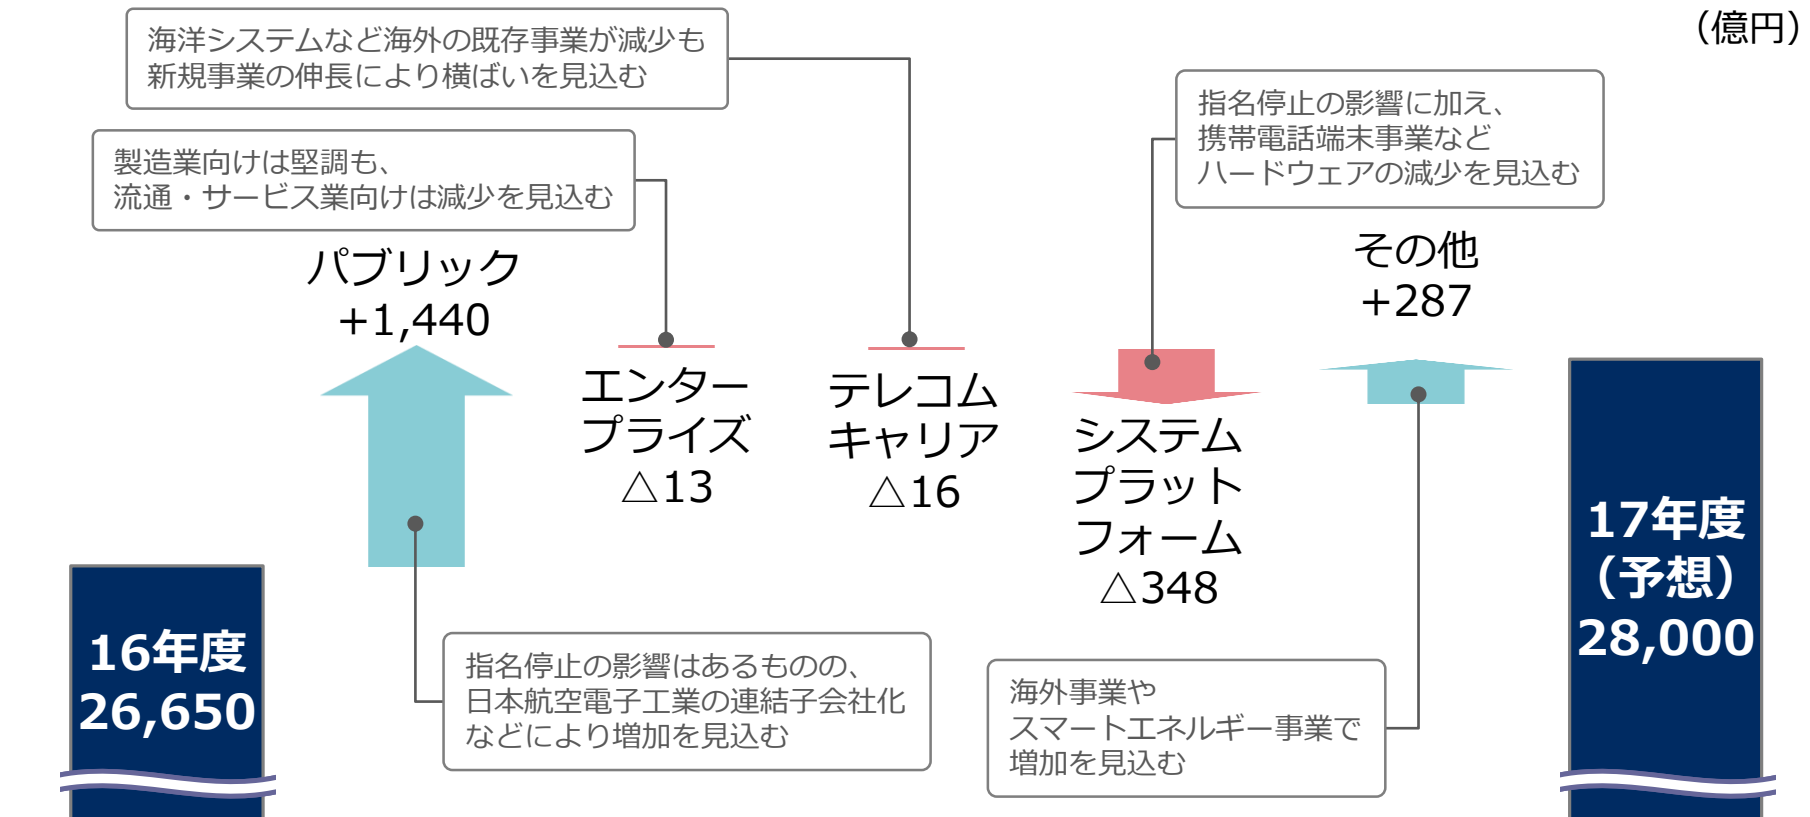 （億円）
海洋システムなど海外の既存事業が減少も
新規事業の伸長により横ばいを見込む
製造業向けは堅調も、
流通・サービス業向けは減少を見込む
指名停止の影響に加え、
携帯電話端末事業など
ハードウェアの減少を見込む
パブリック
+1,440
エンター
プライズ
△13
テレコム
キャリア
△16
システム
プラット
フォーム
△348
その他
+287
16年度
26,650
指名停止の影響はあるものの、
日本航空電子工業の連結子会社化
などにより増加を見込む
海外事業や
スマートエネルギー事業で
増加を見込む
17年度
（予想）
28,000